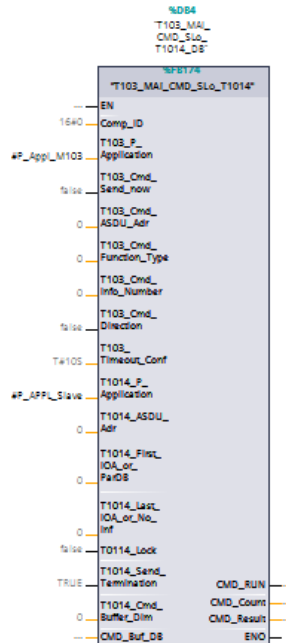 %DB4
"T103_MAI_
CMD_SLo_
T1014_DB"
%FB174
"T103_MAI_CMD_SLo_T1014"
... EN
16#0 Comp_ID
#P_Appl_M103 T103_P_
Application
false T103_Cmd_
Send_now
0 T103_Cmd_
ASDU_Adr
0 T103_Cmd_
Function_Type
0 T103_Cmd_
Info_Number
false T103_Cmd_
Direction
T#10S T103_
Timeout_Conf
#P_APPL_Slave T1014_P_
Application
0 T1014_ASDU_
Adr
0 T1014_First_
IOA_or_
ParDB
0 T1014_Last_
IOA_or_No_
Inf
false T0114_Lock
TRUE T1014_Send_
Termination
CMD_RUN
0 T1014_Cmd_
Buffer_Dim
CMD_Count
CMD_Result
... CMD_Buf_DB
ENO